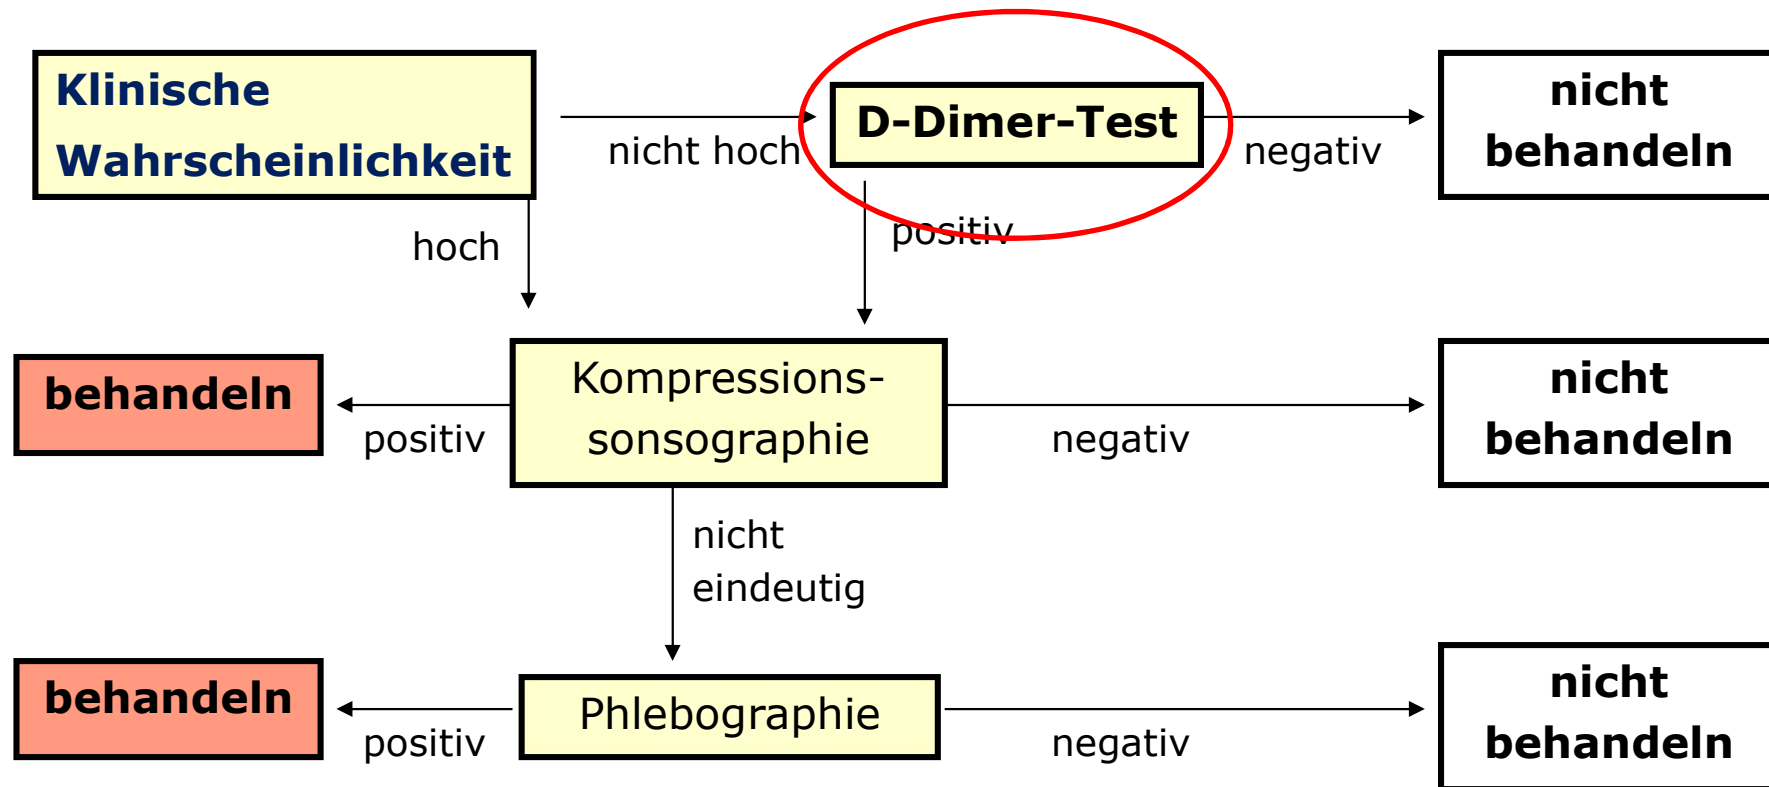 Klinische
Wahrscheinlichkeit
nicht hoch
D-Dimer-Test
negativ
nicht
behandeln
hoch
positiv
behandeln
positiv
Kompressions-
sonsographie
negativ
nicht
behandeln
nicht
eindeutig
behandeln
positiv
Phlebographie
negativ
nicht
behandeln